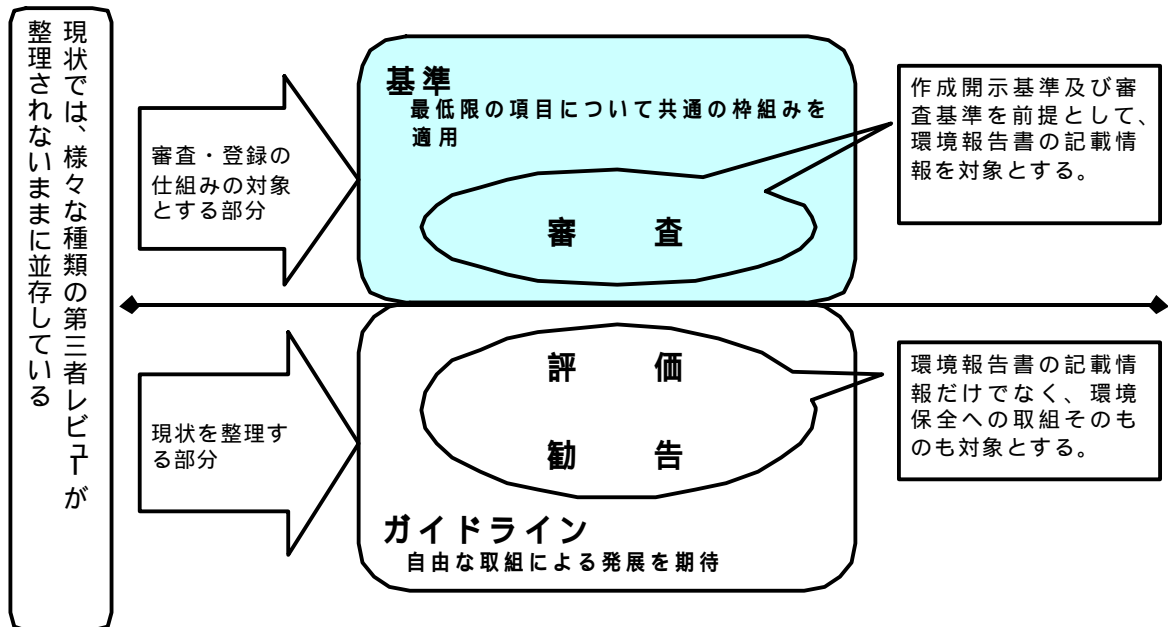 現状では、様々な種類の第三者レビューが
整理されないままに並存している
審査・登録の
仕組みの対象
とする部分
基準
最低限の項目について共通の枠組みを
適用
審　査
作成開示基準及び審
査基準を前提として、
環境報告書の記載情
報を対象とする。
現状を整理す
る部分
評　価
勧　告
ガイドライン
自由な取組による発展を期待
環境報告書の記載情
報だけでなく、環境
保全への取組そのも
のも対象とする。